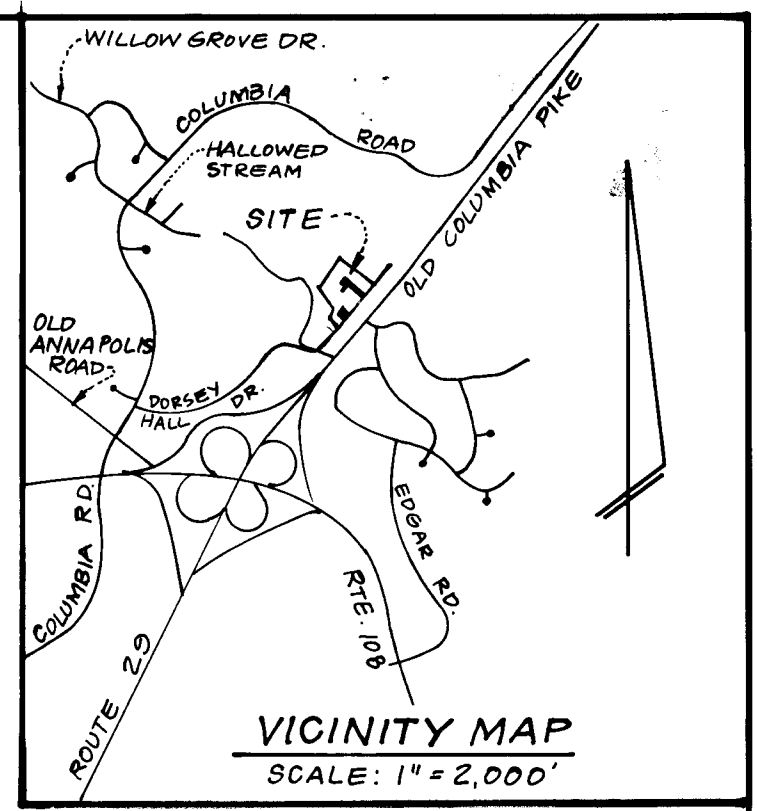 WILLOW GROVE DR.
COLUMBIA
ROAD
HALLOWED
STREAM
SITE
OLD COLUMBIA PIKE
1
OLD
ANNAPOLIS
ROAD
DORSEY
HALL DR.
COLUMBIA RD.
EDGAR RD.
RTE. 108
ROUTE 29
VICINITY MAP
SCALE: 1" = 2,000'